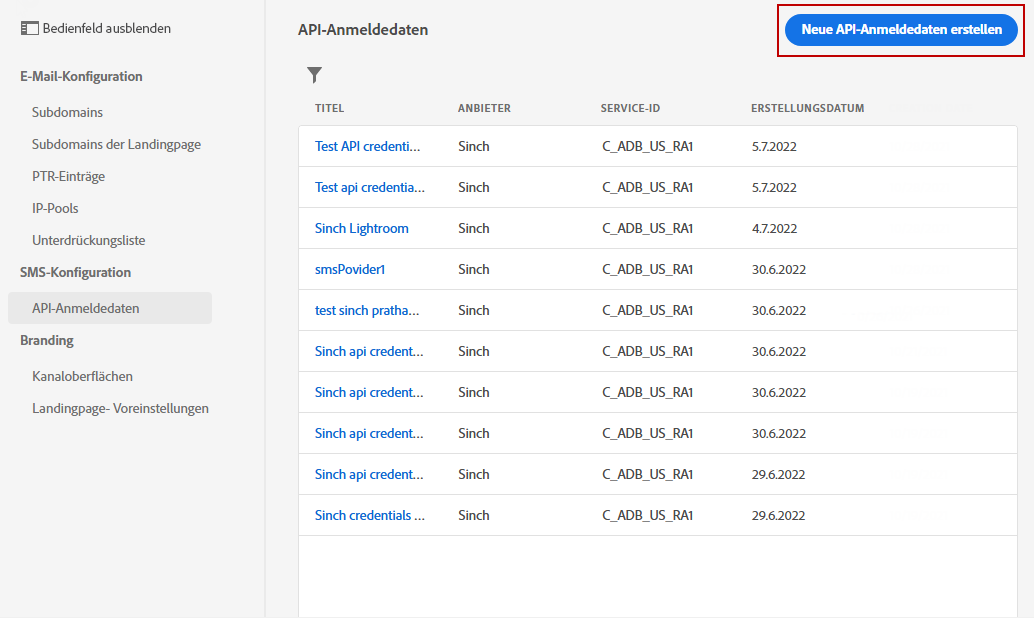 Bedienfeld ausblenden
E-Mail-Konfiguration
Subdomains
Subdomains der Landingpage
PTR-Einträge
IP-Pools
Unterdrückungsliste
SMS-Konfiguration
API-Anmeldedaten
Branding
Kanaloberflächen
Landingpage- Voreinstellungen
API-Anmeldedaten
Neue API-Anmeldedaten erstellen
TITEL ANBIETER SERVICE-ID ERSTELLUNGSDATUM
Test API credenti... Sinch C_ADB_US_RA1 5.7.2022
Test api credentia... Sinch C_ADB_US_RA1 5.7.2022
Sinch Lightroom Sinch C_ADB_US_RA1 4.7.2022
smsPovider1 Sinch C_ADB_US_RA1 30.6.2022
test sinch pratha... Sinch C_ADB_US_RA1 30.6.2022
Sinch api credent... Sinch C_ADB_US_RA1 30.6.2022
Sinch api credent... Sinch C_ADB_US_RA1 30.6.2022
Sinch api credent... Sinch C_ADB_US_RA1 30.6.2022
Sinch api credent... Sinch C_ADB_US_RA1 29.6.2022
Sinch credentials ... Sinch C_ADB_US_RA1 29.6.2022